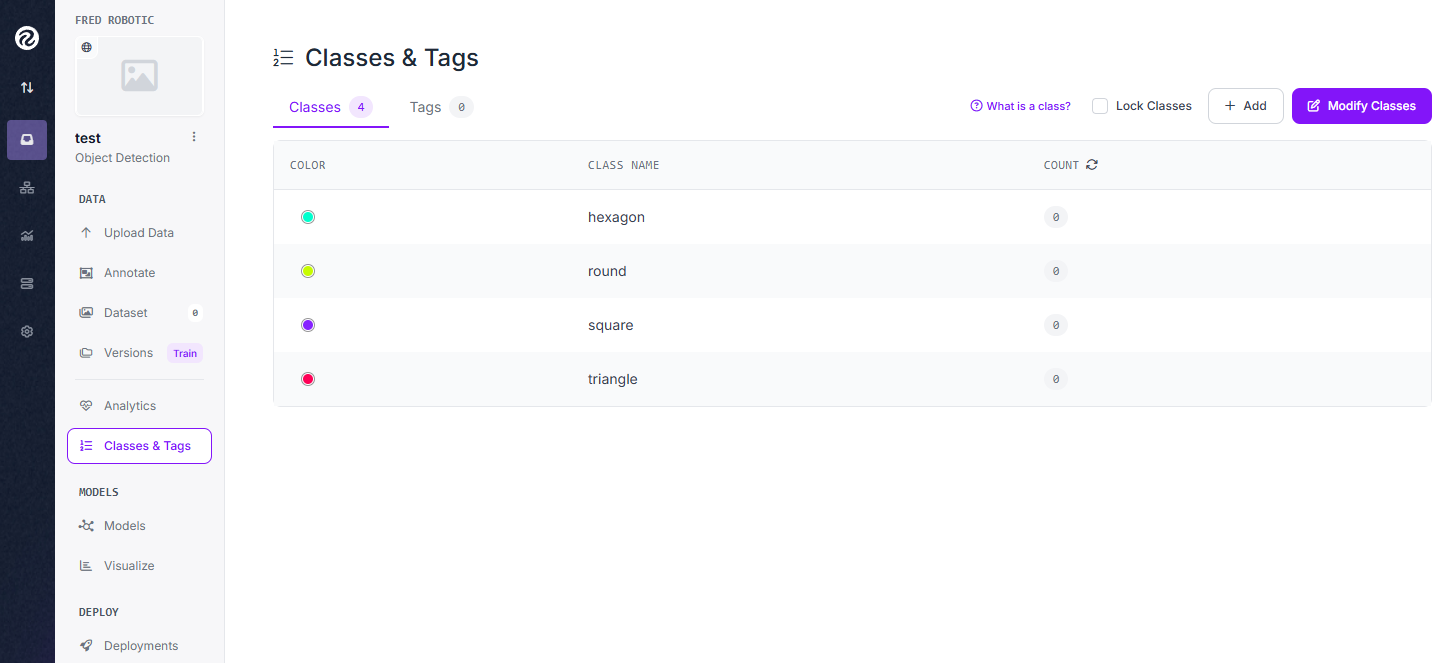 FRED ROBOTIC
test
Object Detection
DATA
Upload Data
Annotate
Dataset 0
Versions Train
Analytics
Classes & Tags
MODELS
Models
Visualize
DEPLOY
Deployments
Classes & Tags
Classes 4 Tags 0 What is a class? Lock Classes + Add Modify Classes
COLOR CLASS NAME COUNT
hexagon 0
round 0
square 0
triangle 0